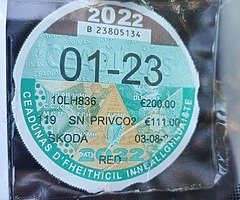 2022
B 23805134
01-23
10LH836 €200.00
19 SN PRIVCO2 €111.00
SKODA 03-08-
RED
2022
CEADÚNAS D'FHEITHICIL INNEALLGHLUAISTE